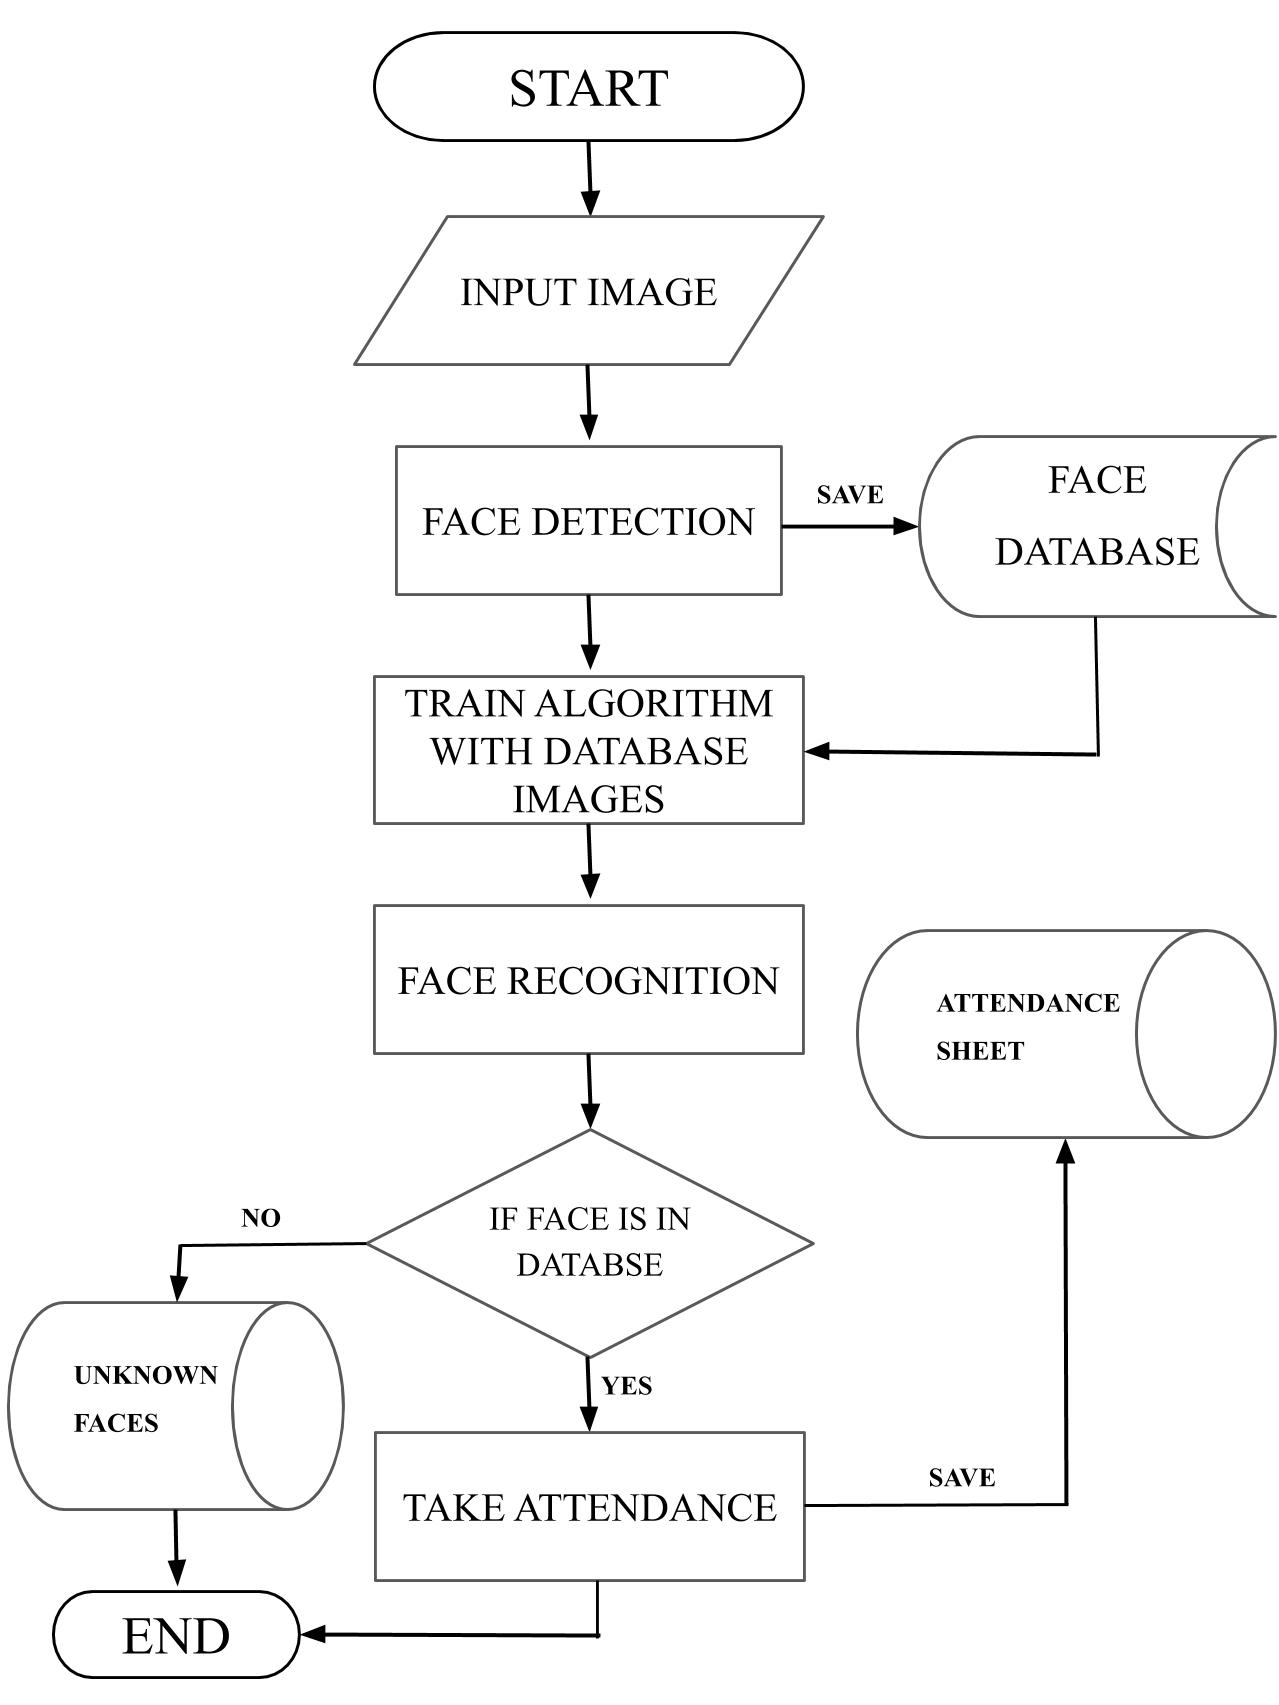 START
INPUT IMAGE
FACE DETECTION
SAVE
FACE
DATABASE
TRAIN ALGORITHM
WITH DATABASE
IMAGES
FACE RECOGNITION
ATTENDANCE
SHEET
IF FACE IS IN
DATABSE
NO
UNKNOWN
FACES
YES
TAKE ATTENDANCE
SAVE
END